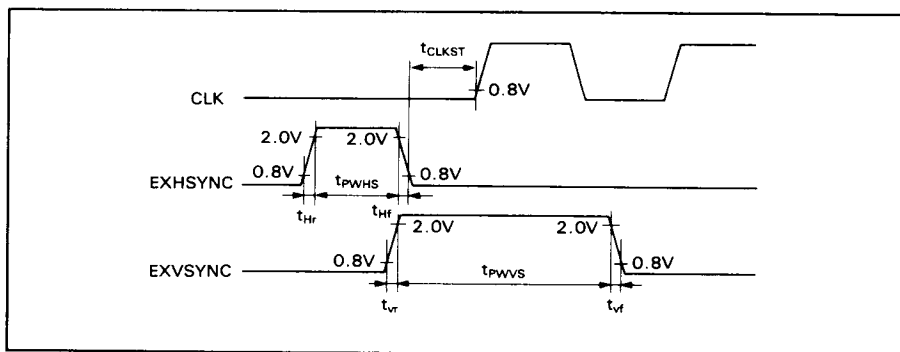 tCLKST
0.8V
CLK
2.0V 2.0V
0.8V tPWHS 0.8V
EXHSYNC
tHr tHf
2.0V 2.0V
0.8V tPWVS 0.8V
EXVSYNC
tvr tvf